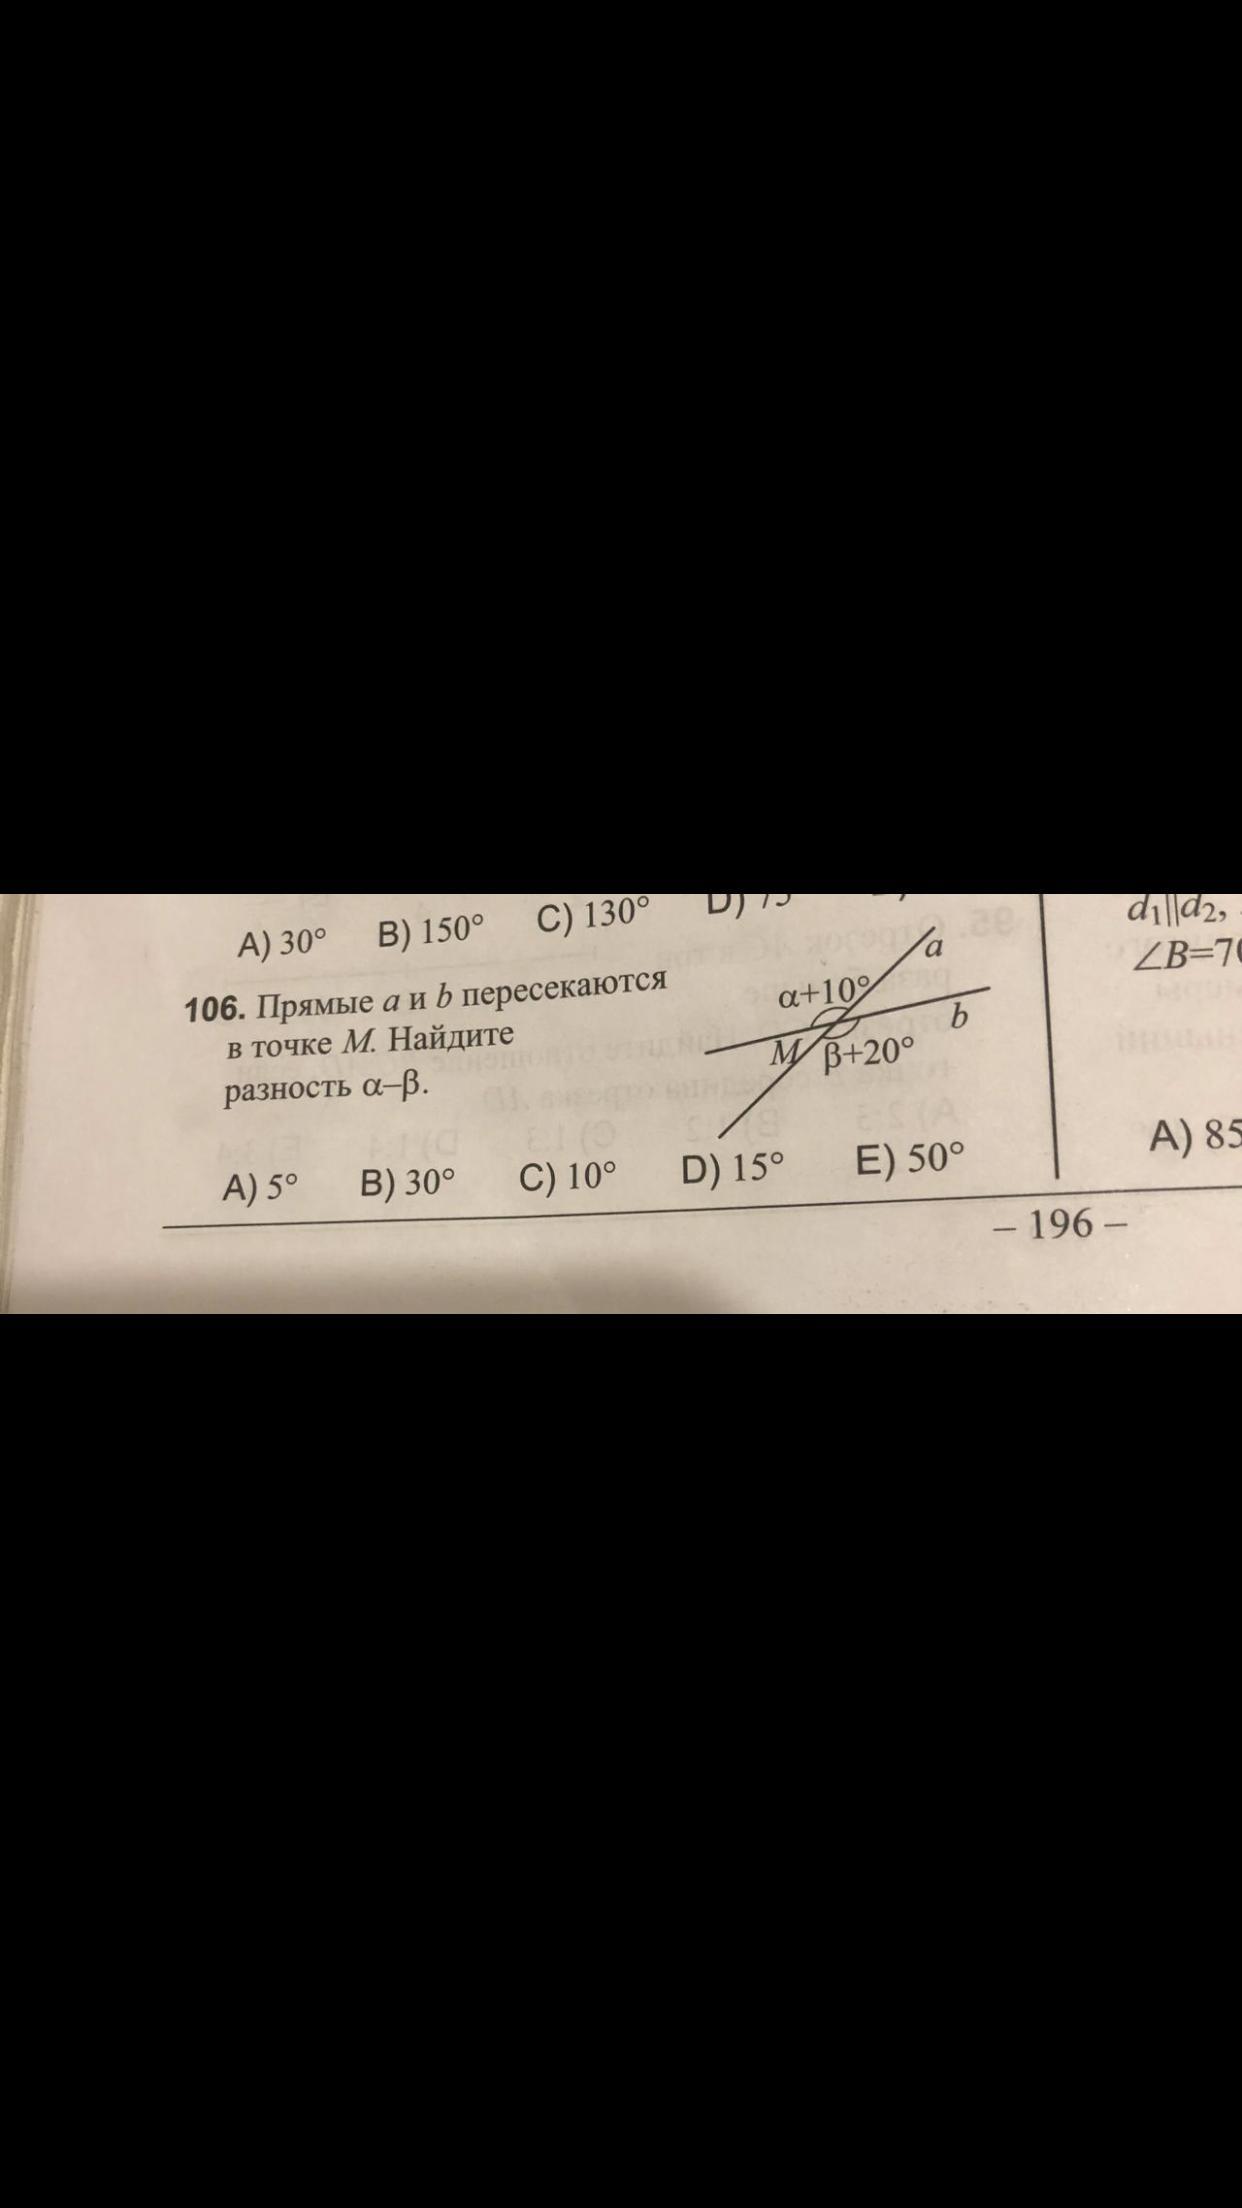 A) 30° B) 150° C) 130°
106. Прямые a и b пересекаются
в точке M. Найдите
разность α–β.
a
α+10°
b
M β+20°
A) 5° B) 30° C) 10° D) 15° E) 50°
– 196 –
d₁||d₂,
∠B=7
A) 85